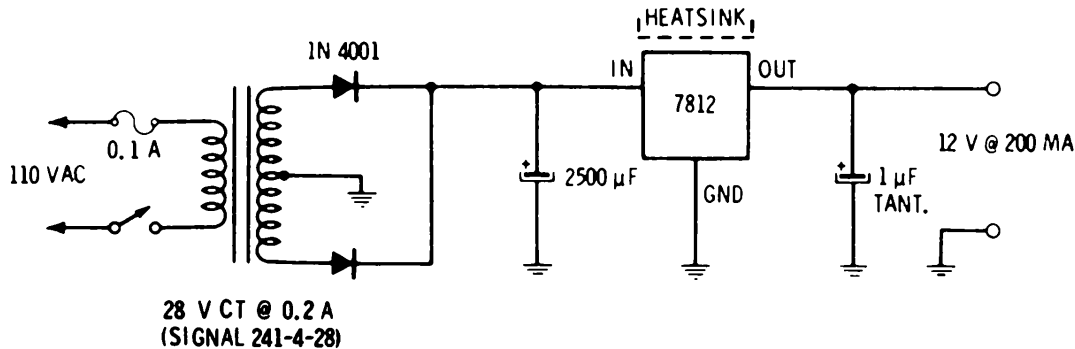 HEATSINK
1N 4001
IN
OUT
7812
0.1 A
12 V @ 200 MA
110 VAC
+
2500 µF
GND
+
1 µF
TANT.
28 V CT @ 0.2 A
(SIGNAL 241-4-28)